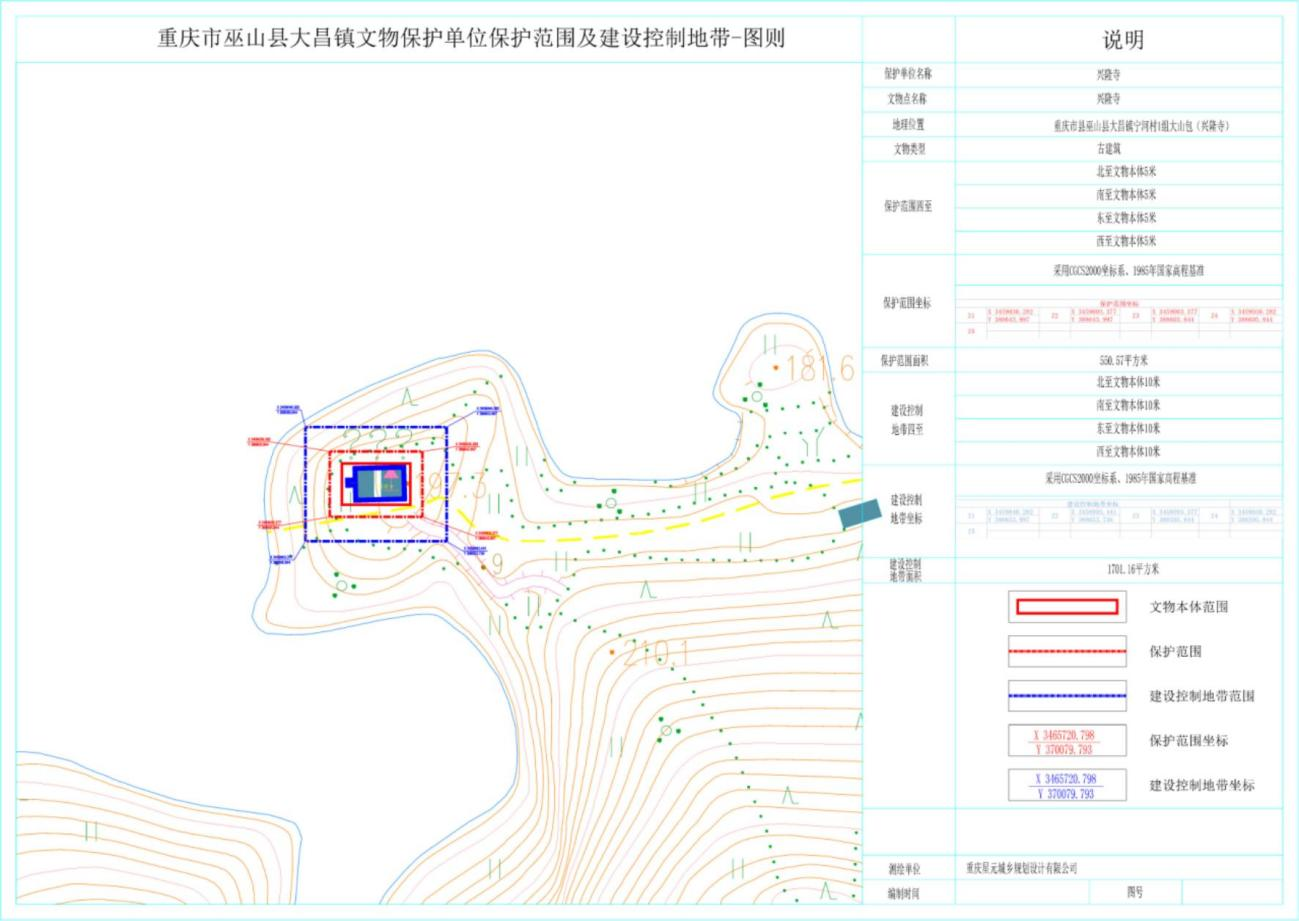 重庆市巫山县大昌镇文物保护单位保护范围及建设控制地带-图则
说明
保护单位名称
兴隆寺
文物点名称
兴隆寺
地理位置
重庆市县巫山县大昌镇宁河村1组大山包（兴隆寺）
文物类型
古建筑
保护范围四至
北至文物本体5米
南至文物本体5米
东至文物本体5米
西至文物本体5米
保护范围坐标
采用CGCS2000坐标系、1985年国家高程基准
保护范围坐标
保护范围面积
550.57平方米
建设控制
地带四至
北至文物本体10米
南至文物本体10米
东至文物本体10米
西至文物本体10米
建设控制
地带坐标
采用CGCS2000坐标系、1985年国家高程基准
建设控制地带坐标
建设控制
地带面积
1701.16平方米
文物本体范围
保护范围
建设控制地带范围
X 3465720.798
Y 370079.793
保护范围坐标
X 3465720.798
Y 370079.793
建设控制地带坐标
测绘单位
重庆星元城乡规划设计有限公司
编制时间
图号
181.6
210.1